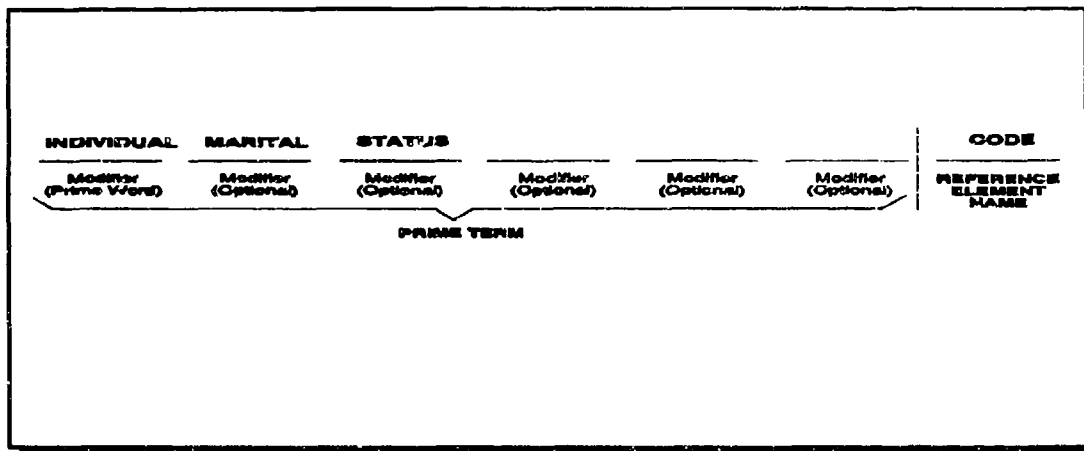 INDIVIDUAL MARITAL STATUS CODE
Modifier Modifier Modifier Modifier Modifier Modifier REFERENCE
(Prime Word) (Optional) (Optional) (Optional) (Optional) (Optional) ELEMENT
NAME
PRIME TERM